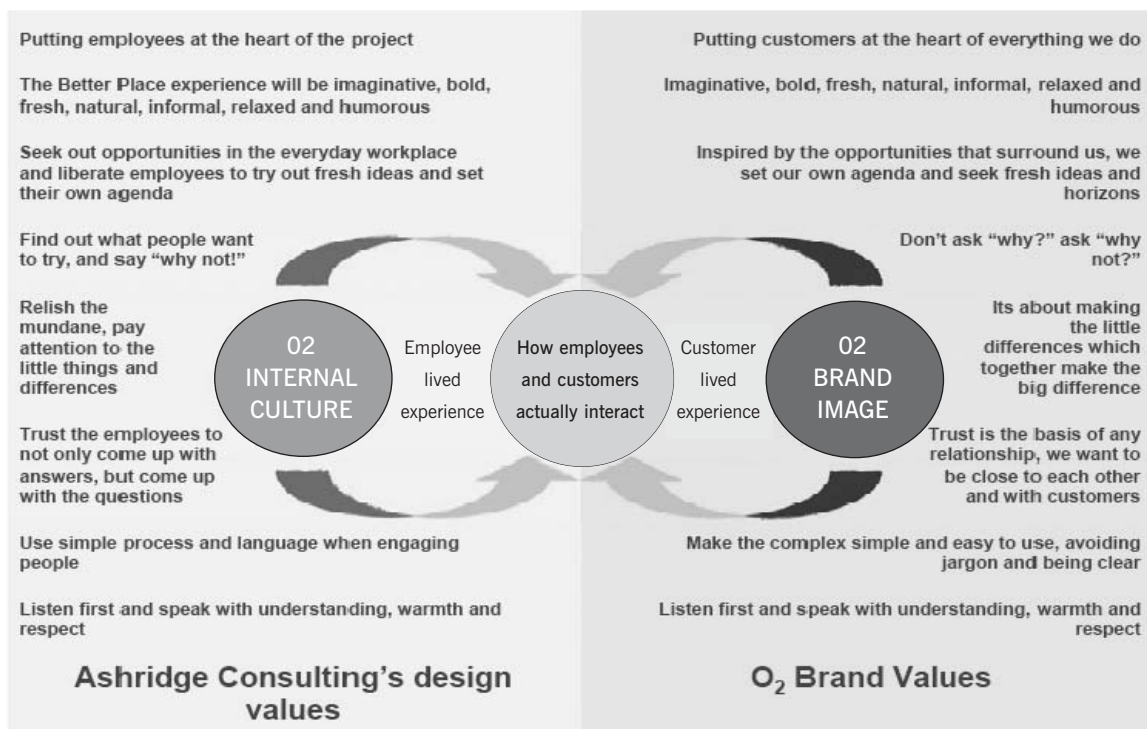 Putting employees at the heart of the project
The Better Place experience will be imaginative, bold,
fresh, natural, informal, relaxed and humorous
Seek out opportunities in the everyday workplace
and liberate employees to try out fresh ideas and set
their own agenda
Find out what people want
to try, and say “why not!”
Relish the
mundane, pay
attention to the
little things and
differences
Trust the employees to
not only come up with
answers, but come up
with the questions
Use simple process and language when engaging
people
Listen first and speak with understanding, warmth and
respect
Ashridge Consulting’s design
values
02
INTERNAL
CULTURE
Employee
lived
experience
How employees
and customers
actually interact
Customer
lived
experience
02
BRAND
IMAGE
Putting customers at the heart of everything we do
Imaginative, bold, fresh, natural, informal, relaxed and
humorous
Inspired by the opportunities that surround us, we
set our own agenda and seek fresh ideas and
horizons
Don’t ask “why?” ask “why
not?”
Its about making
the little
differences which
together make the
big difference
Trust is the basis of any
relationship, we want to
be close to each other
and with customers
Make the complex simple and easy to use, avoiding
jargon and being clear
Listen first and speak with understanding, warmth and
respect
O₂ Brand Values